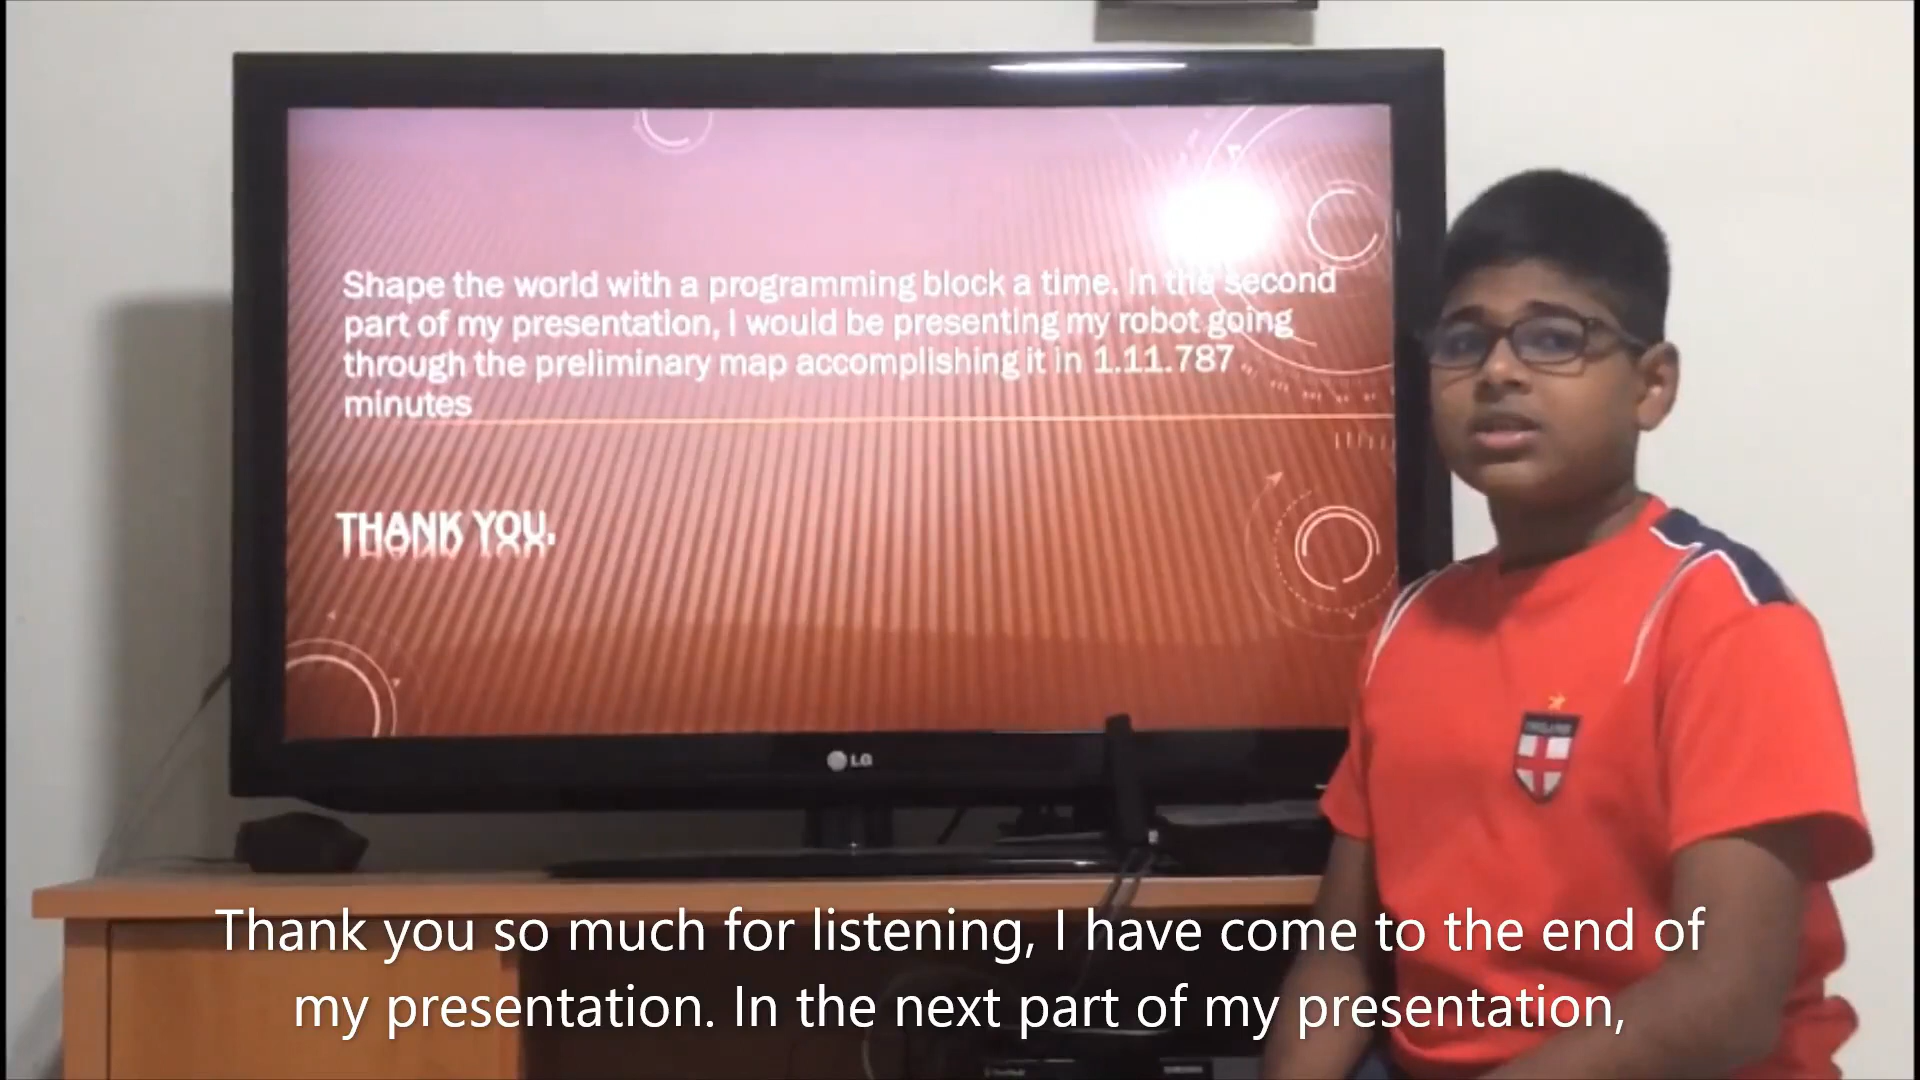 Shape the world with a programming block a time. In the second
part of my presentation, I would be presenting my robot going
through the preliminary map accomplishing it in 1.11.787
minutes
THANK YOU.
LG
ENGLAND
Thank you so much for listening, I have come to the end of
my presentation. In the next part of my presentation,
SAMSUNG